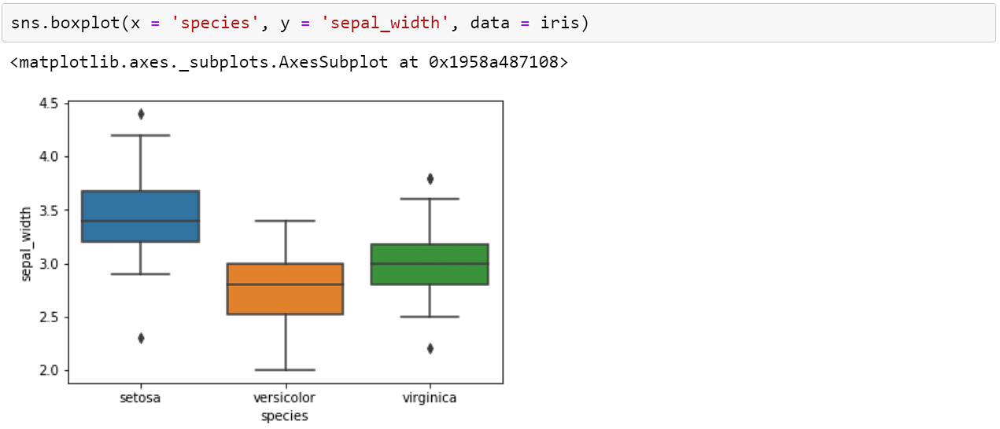 sns.boxplot(x = 'species', y = 'sepal_width', data = iris)
<matplotlib.axes._subplots.AxesSubplot at 0x1958a487108>
4.5
4.0
3.5
3.0
2.5
2.0
sepal_width
setosa versicolor virginica
species